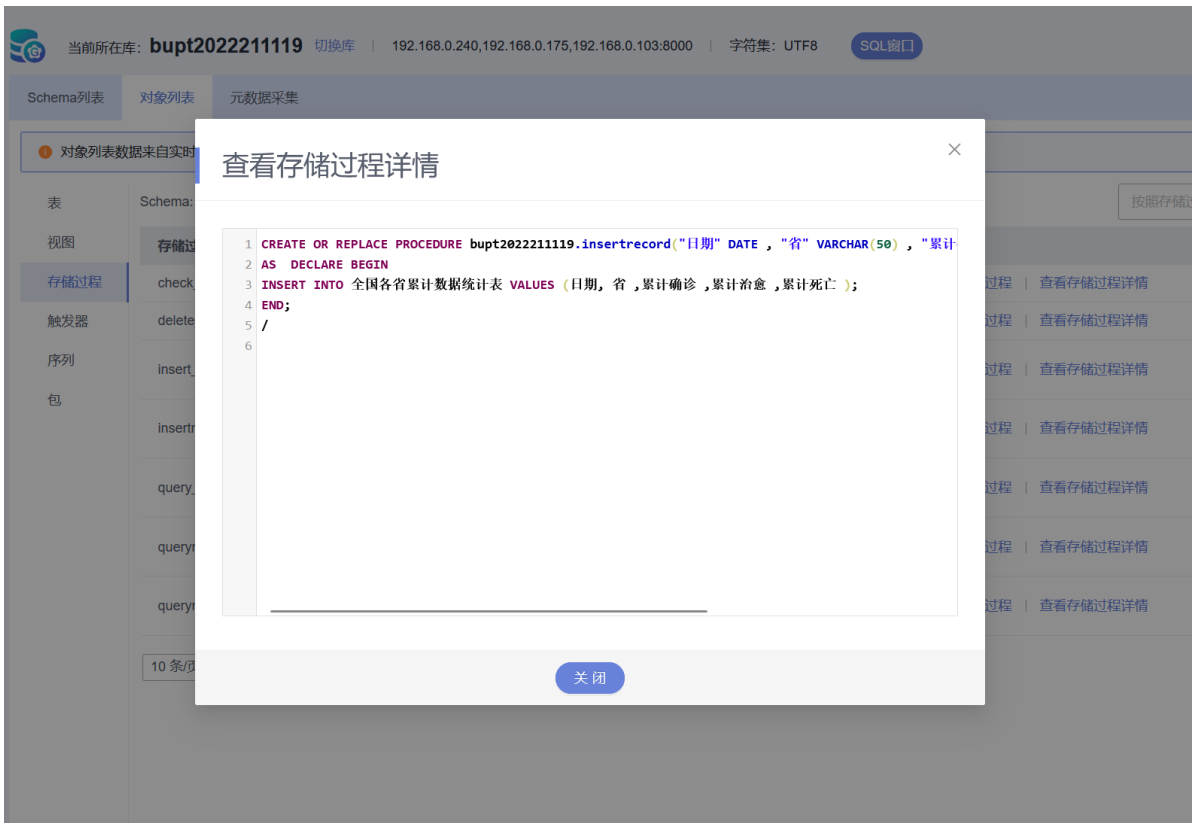 当前所在库: bupt2022211119 切换库 | 192.168.0.240,192.168.0.175,192.168.0.103:8000 | 字符集: UTF8 SQL窗口
Schema列表 对象列表 元数据采集
对象列表数据来自实时
查看存储过程详情
表
Schema: 按照存储过
视图
存储过
存储过程
check_ 过程 | 查看存储过程详情
触发器
delete 过程 | 查看存储过程详情
序列
insert_ 过程 | 查看存储过程详情
包
insertr 过程 | 查看存储过程详情
query_ 过程 | 查看存储过程详情
queryr 过程 | 查看存储过程详情
queryr 过程 | 查看存储过程详情
10 条/页
1 CREATE OR REPLACE PROCEDURE bupt2022211119.insertrecord("日期" DATE , "省" VARCHAR(50) , "累计
2 AS DECLARE BEGIN
3 INSERT INTO 全国各省累计数据统计表 VALUES (日期, 省 ,累计确诊 ,累计治愈 ,累计死亡 );
4 END;
5 /
6
关 闭